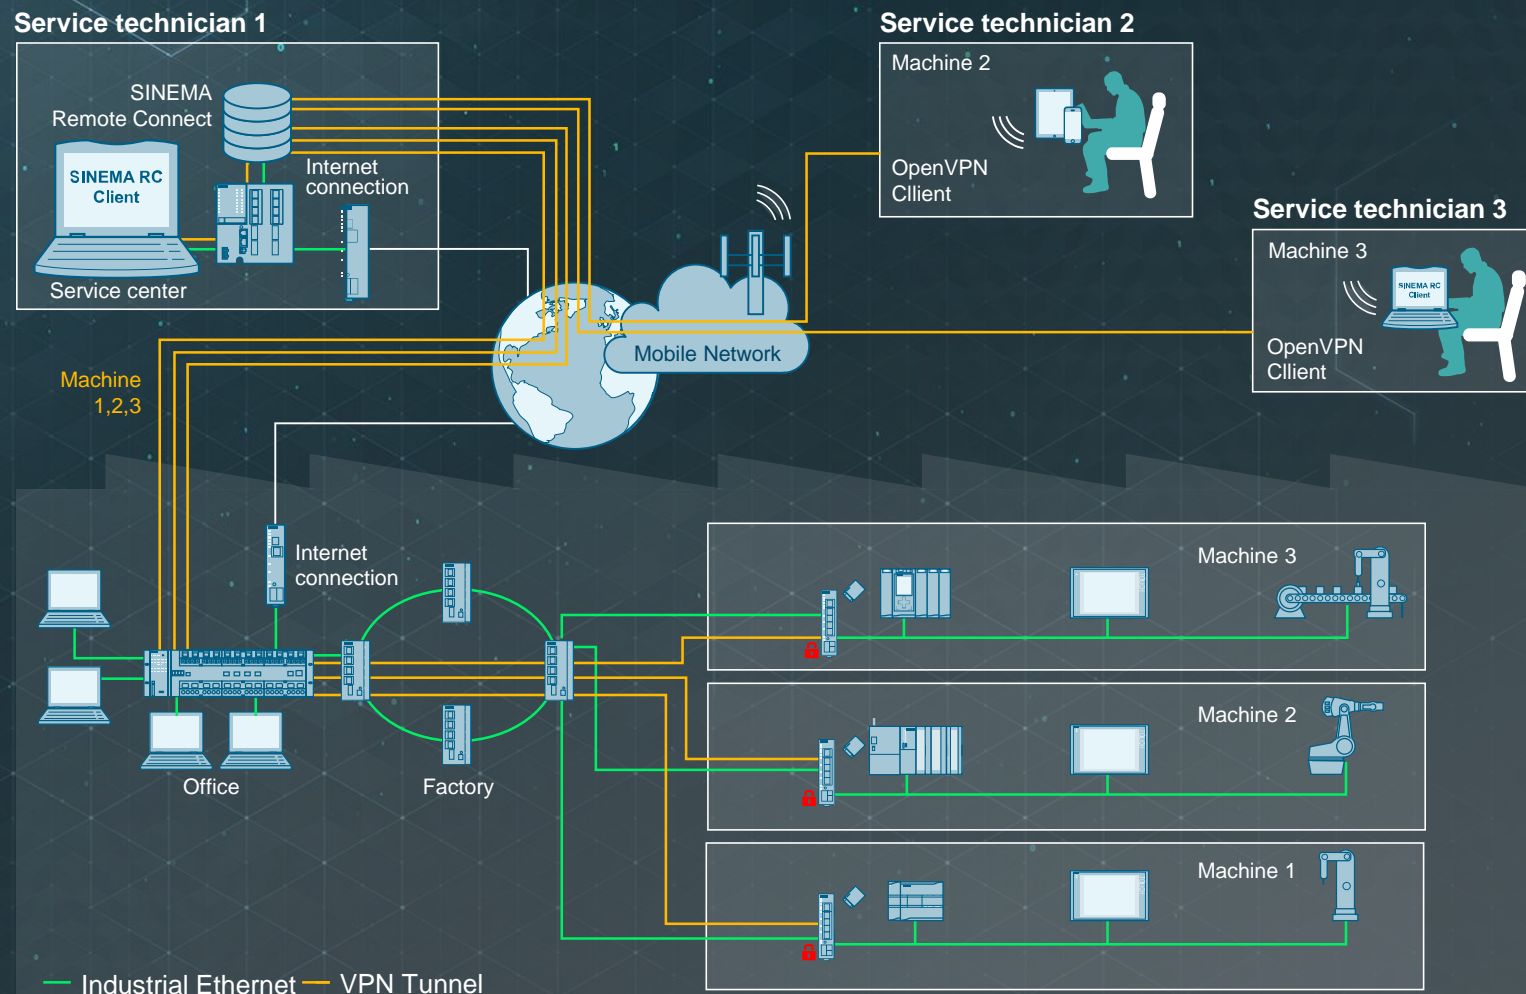 Service technician 1
SINEMA
Remote Connect
SINEMA RC
Client
Internet
connection
Service center
Service technician 2
Machine 2
OpenVPN
Cllient
Service technician 3
Machine 3
SINEMA RC
Client
OpenVPN
Cllient
Mobile Network
Machine
1,2,3
Internet
connection
Office
Factory
Machine 3
Machine 2
Machine 1
Industrial Ethernet
VPN Tunnel